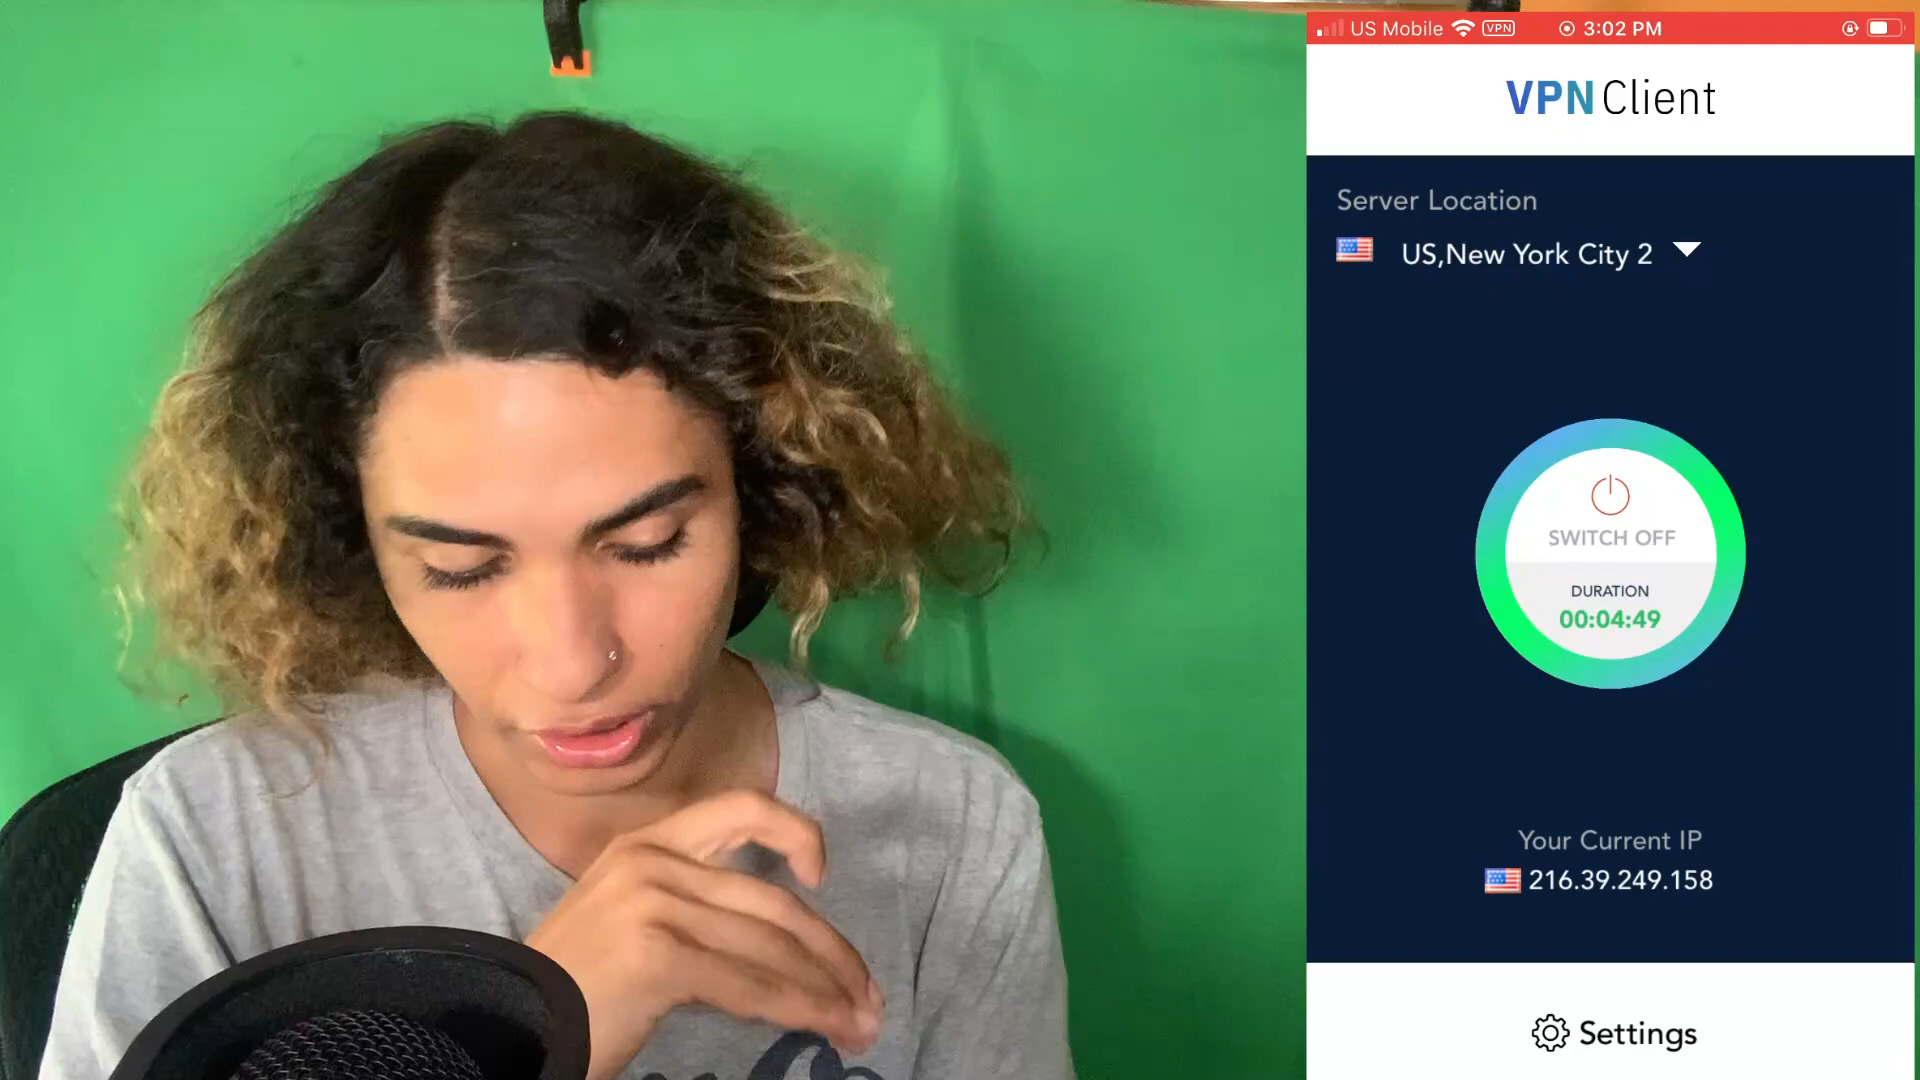 US Mobile VPN 3:02 PM
VPN Client
Server Location
US,New York City 2
SWITCH OFF
DURATION
00:04:49
Your Current IP
216.39.249.158
Settings